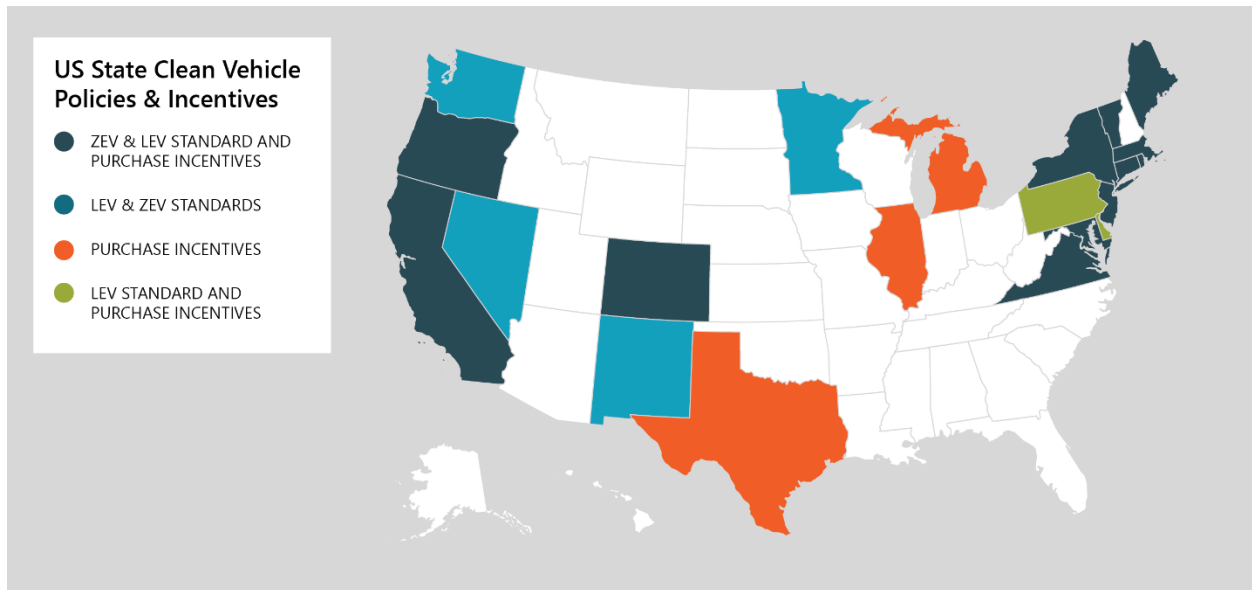 US State Clean Vehicle
Policies & Incentives
ZEV & LEV STANDARD AND
PURCHASE INCENTIVES
LEV & ZEV STANDARDS
PURCHASE INCENTIVES
LEV STANDARD AND
PURCHASE INCENTIVES